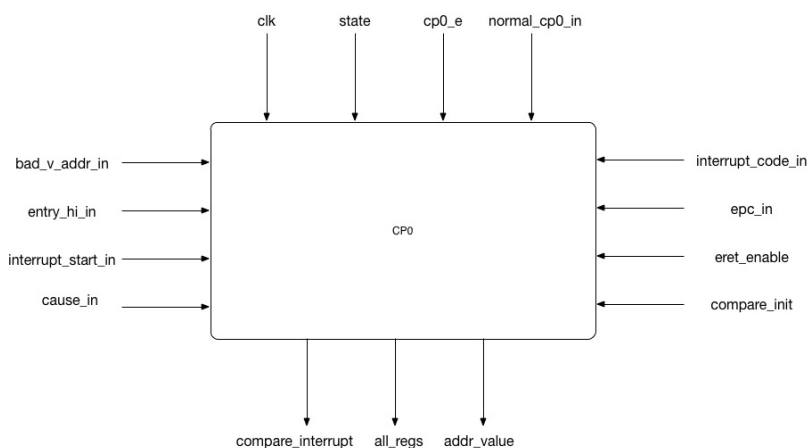 clk state cp0_e normal_cp0_in
bad_v_addr_in
interrupt_code_in
entry_hi_in
epc_in
CP0
interrupt_start_in
eret_enable
cause_in
compare_init
compare_interrupt all_regs addr_value